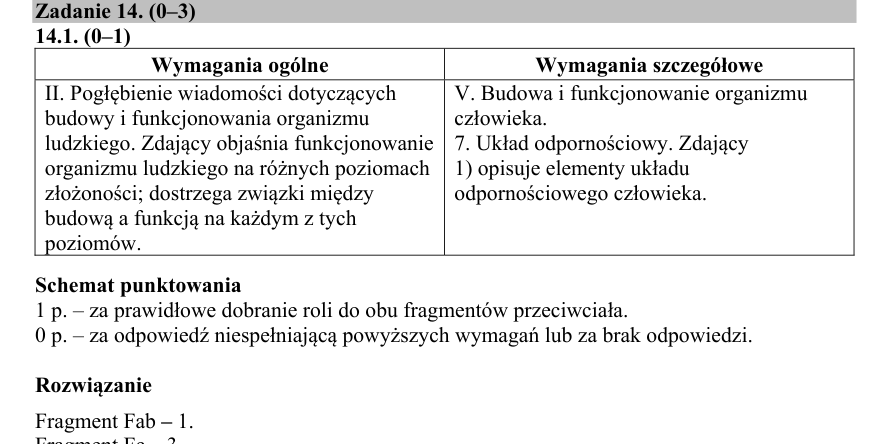 Zadanie 14. (0–3)
14.1. (0–1)
Wymagania ogólne
II. Pogłębienie wiadomości dotyczących
budowy i funkcjonowania organizmu
ludzkiego. Zdający objaśnia funkcjonowanie
organizmu ludzkiego na różnych poziomach
złożoności; dostrzega związki między
budową a funkcją na każdym z tych
poziomów.
Wymagania szczegółowe
V. Budowa i funkcjonowanie organizmu
człowieka.
7. Układ odpornościowy. Zdający
1) opisuje elementy układu
odpornościowego człowieka.
Schemat punktowania
1 p. – za prawidłowe dobranie roli do obu fragmentów przeciwciała.
0 p. – za odpowiedź niespełniającą powyższych wymagań lub za brak odpowiedzi.
Rozwiązanie
Fragment Fab – 1.
Fragment Fc – 3